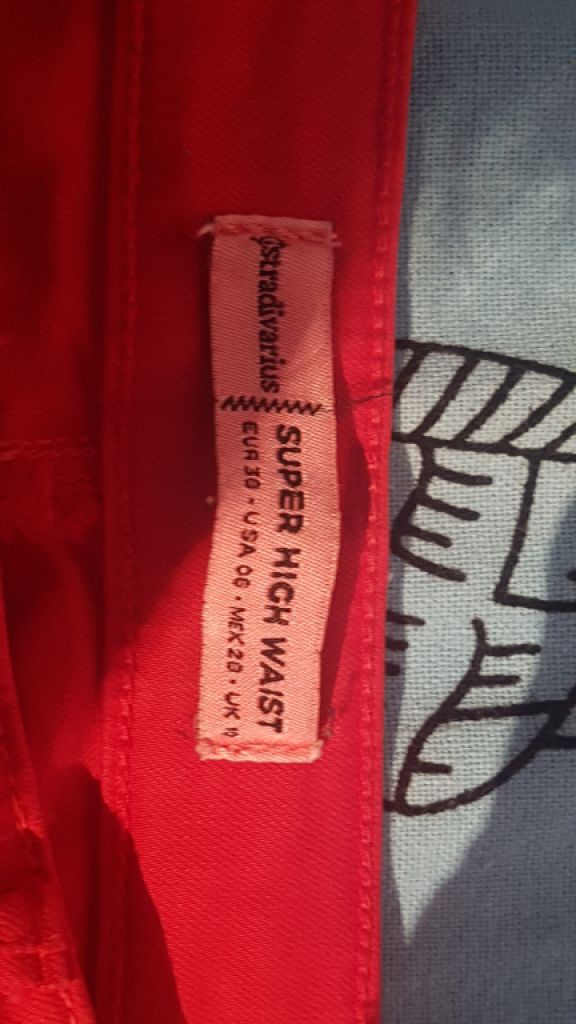 @stradivarius
SUPER HIGH WAIST
EUR 38 · USA 06 · MEX 28 · UK 10